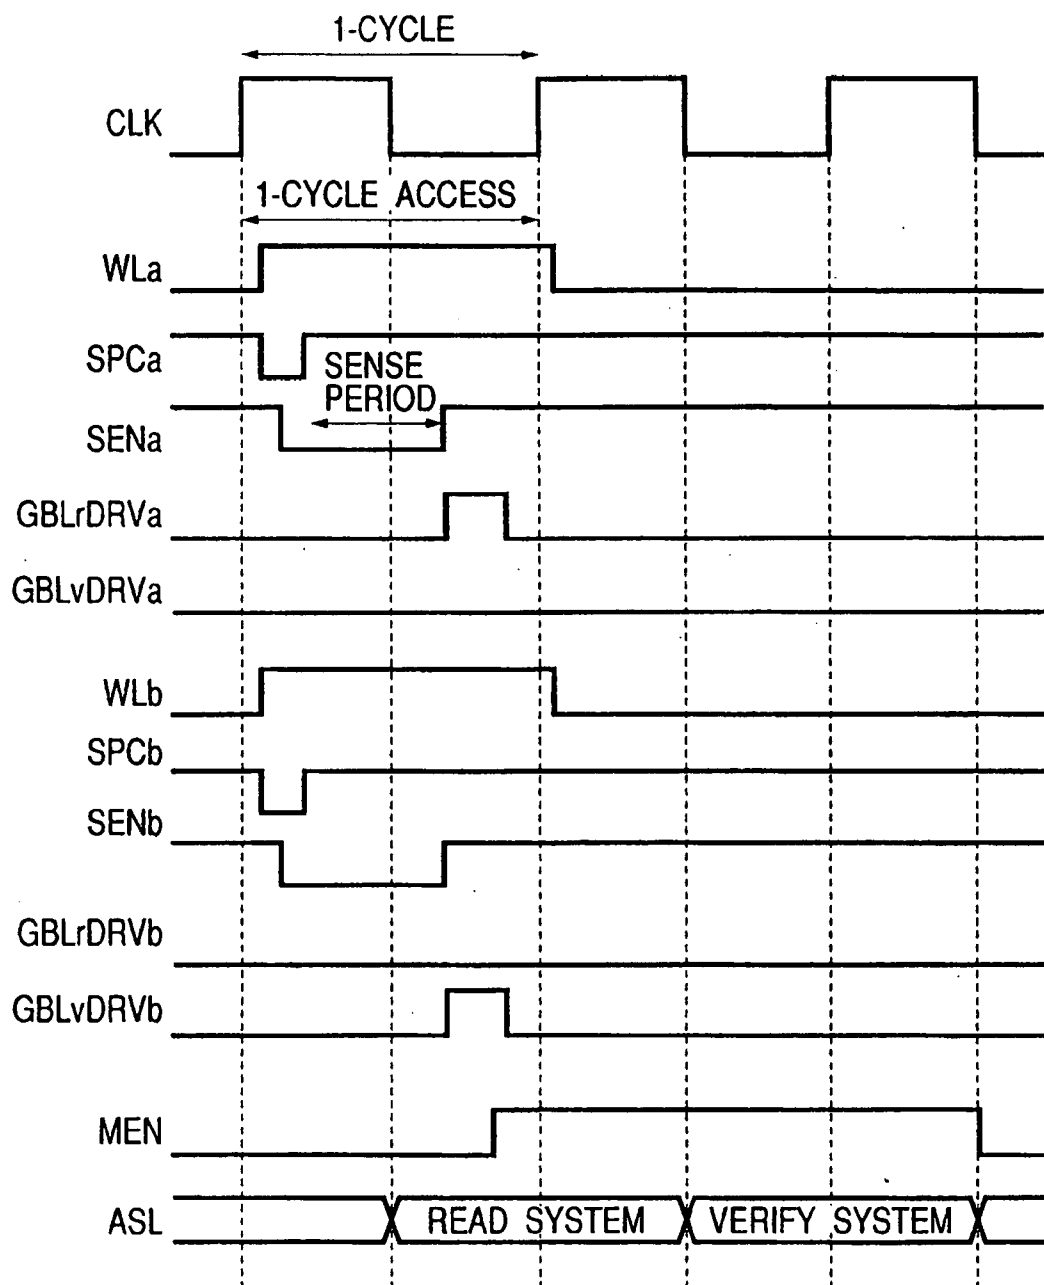 1-CYCLE
CLK
1-CYCLE ACCESS
WLa
SPCa
SENSE
PERIOD
SENa
GBLrDRVa
GBLvDRVa
WLb
SPCb
SENb
GBLrDRVb
GBLvDRVb
MEN
ASL READ SYSTEM VERIFY SYSTEM